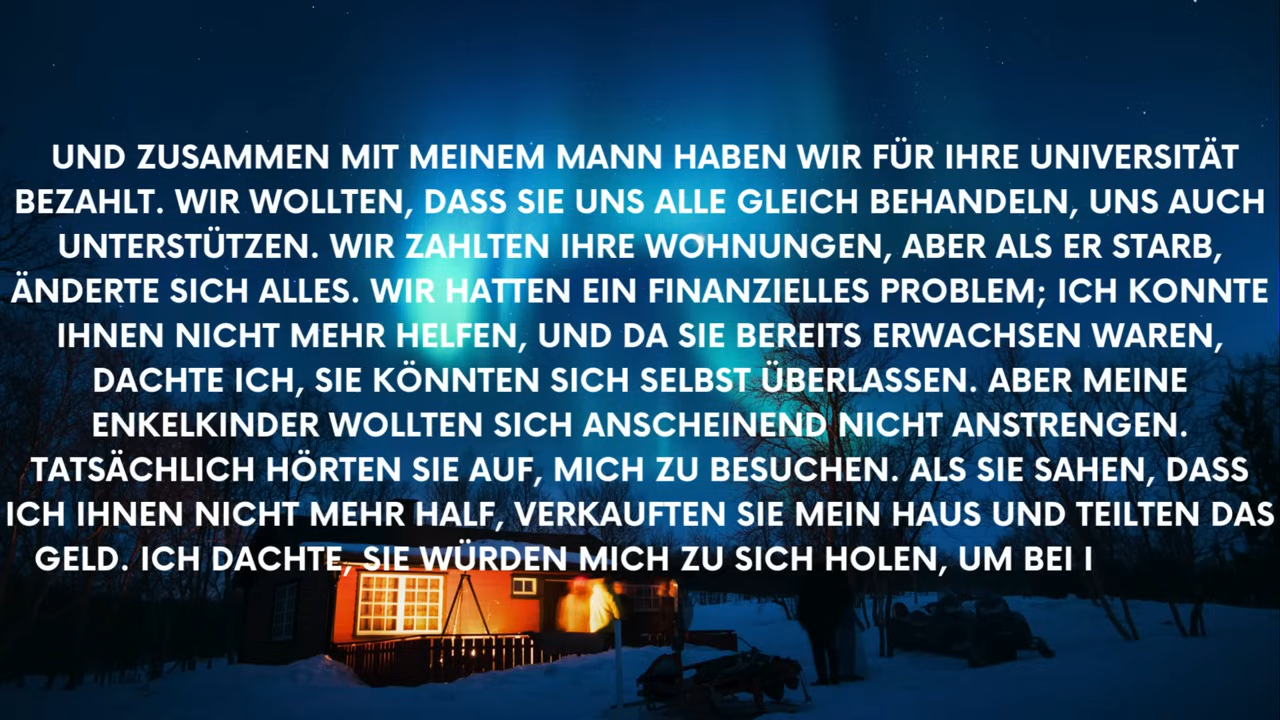 UND ZUSAMMEN MIT MEINEM MANN HABEN WIR FÜR IHRE UNIVERSITÄT
BEZAHLT. WIR WOLLTEN, DASS SIE UNS ALLE GLEICH BEHANDELN, UNS AUCH
UNTERSTÜTZEN. WIR ZAHLTEN IHRE WOHNUNGEN, ABER ALS ER STARB,
ÄNDERTE SICH ALLES. WIR HATTEN EIN FINANZIELLES PROBLEM; ICH KONNTE
IHNEN NICHT MEHR HELFEN, UND DA SIE BEREITS ERWACHSEN WAREN,
DACHTE ICH, SIE KÖNNTEN SICH SELBST ÜBERLASSEN. ABER MEINE
ENKELKINDER WOLLTEN SICH ANSCHEINEND NICHT ANSTRENGEN.
TATSÄCHLICH HÖRTEN SIE AUF, MICH ZU BESUCHEN. ALS SIE SAHEN, DASS
ICH IHNEN NICHT MEHR HALF, VERKAUFTEN SIE MEIN HAUS UND TEILTEN DAS
GELD. ICH DACHTE, SIE WÜRDEN MICH ZU SICH HOLEN, UM BEI I